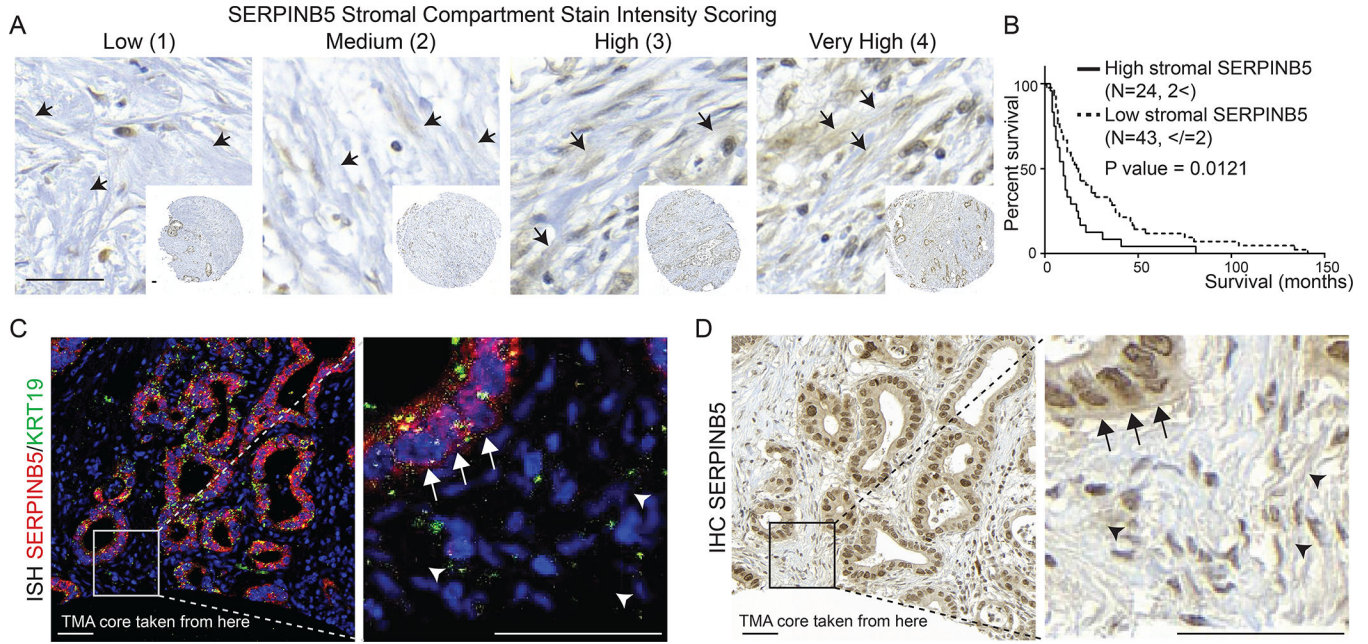 SERPINB5 Stromal Compartment Stain Intensity Scoring
A
Low (1)
Medium (2)
High (3)
Very High (4)
B
High stromal SERPINB5
(N=24, 2<)
Low stromal SERPINB5
(N=43, </=2)
P value = 0.0121
Percent survival
100
50
0
0
50
100
150
Survival (months)
C
ISH SERPINB5/KRT19
TMA core taken from here
D
IHC SERPINB5
TMA core taken from here